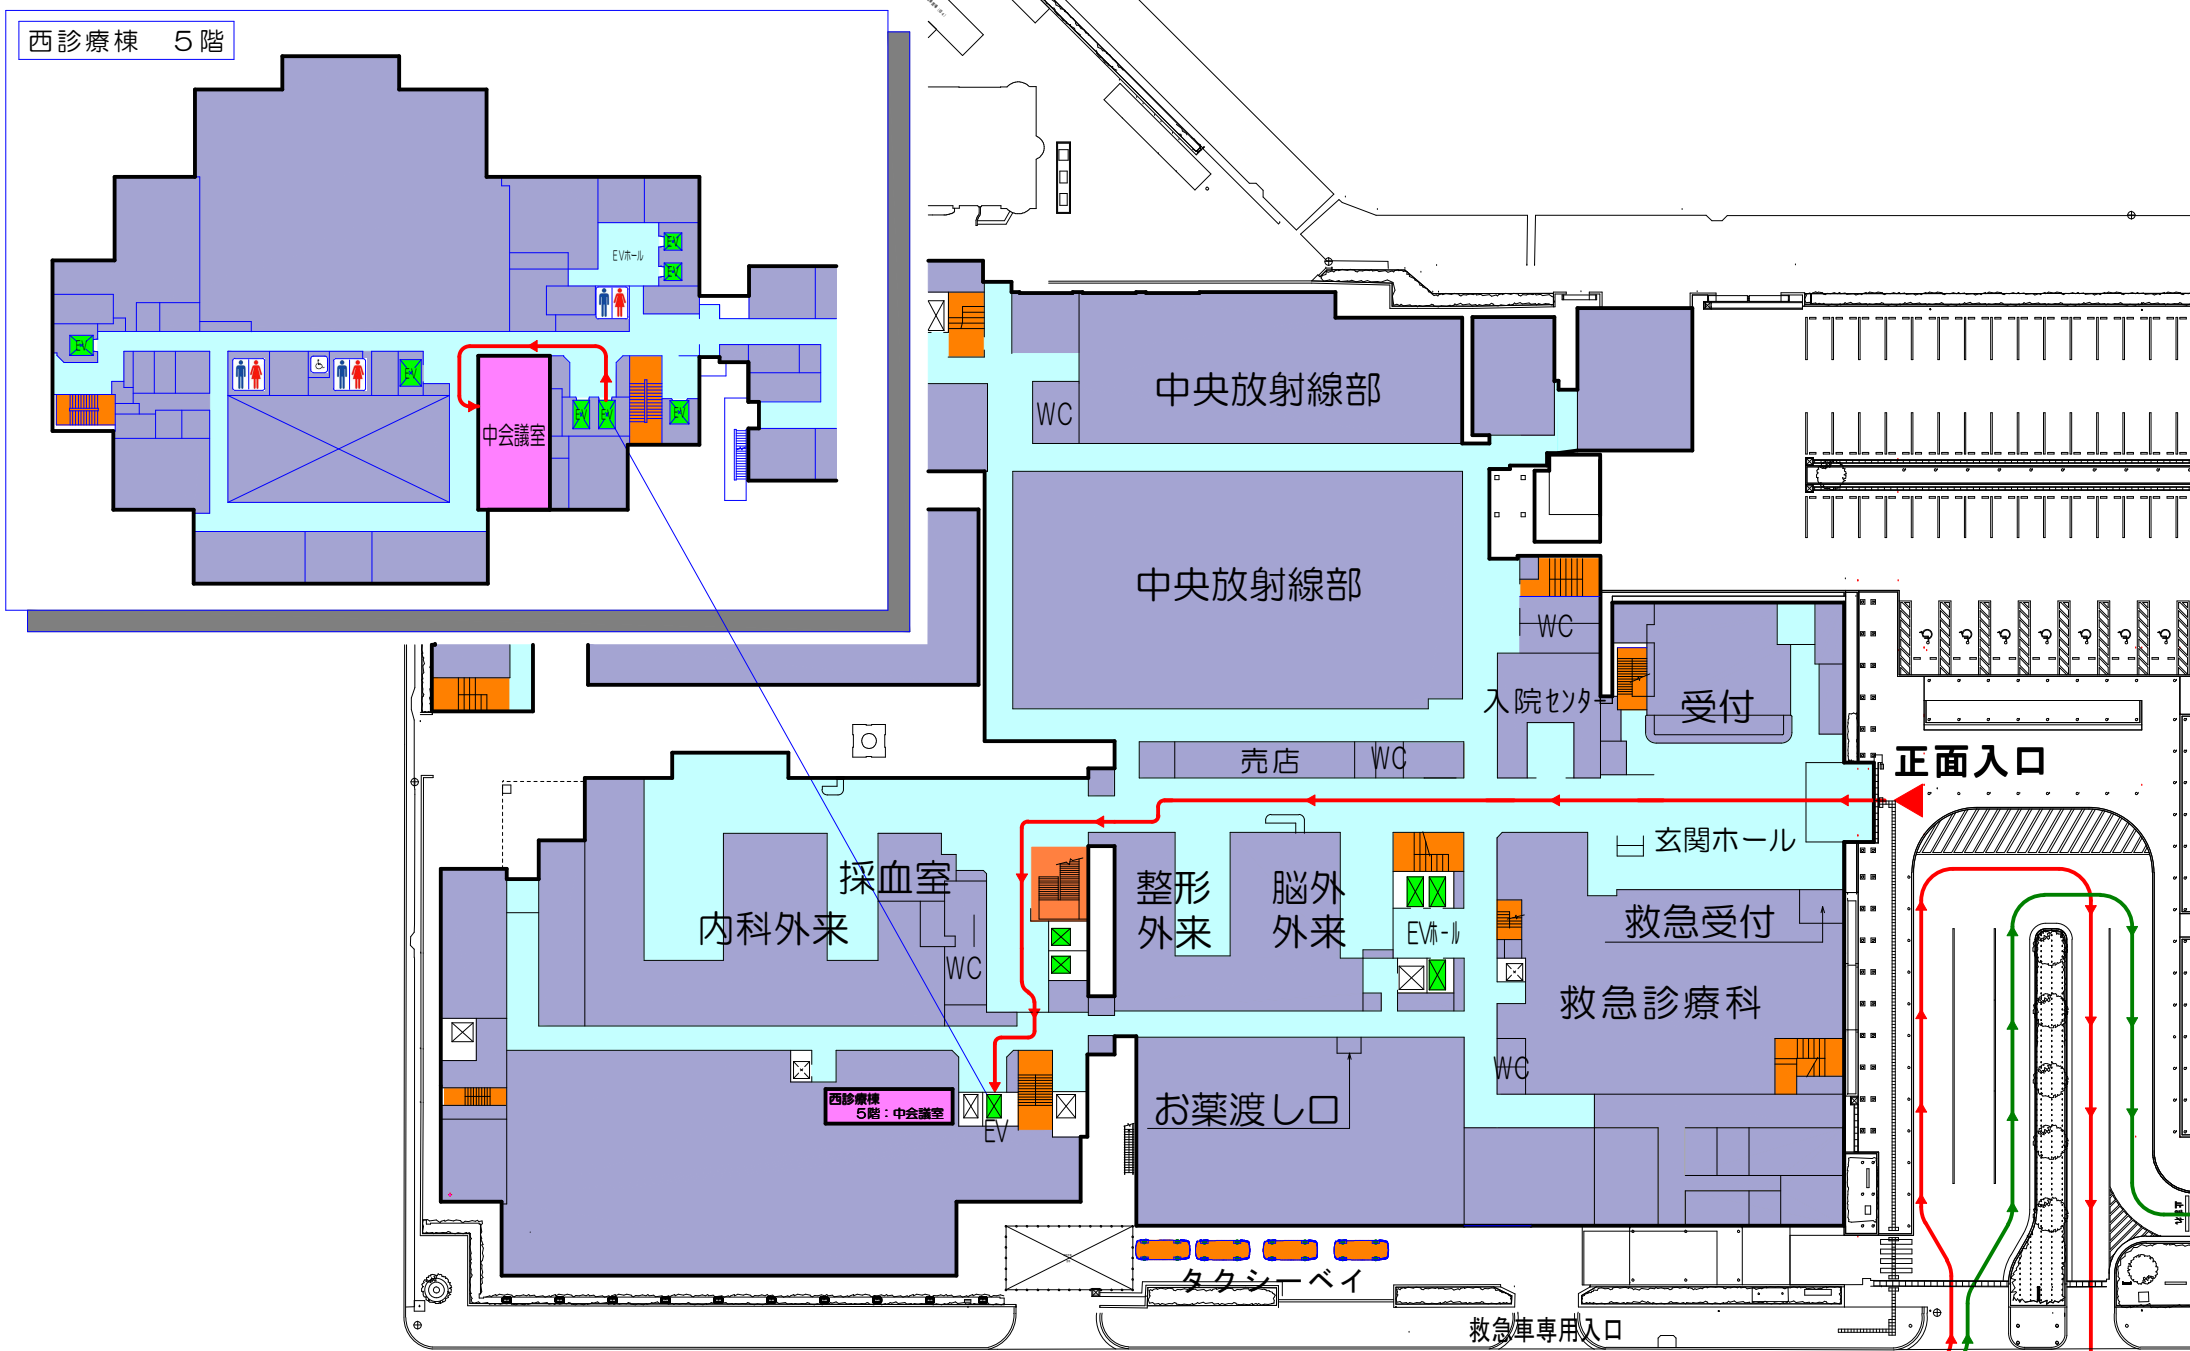 西診療棟　５階
EVホール
中会議室
中央放射線部
WC
中央放射線部
WC
入院センター
受付
売店
WC
正面入口
玄関ホール
採血室
内科外来
WC
整形
外来
脳外
外来
EVホール
救急受付
救急診療科
WC
お薬渡し口
西診療棟
５階：中会議室
EV
タクシーベイ
救急車専用入口
止まれ